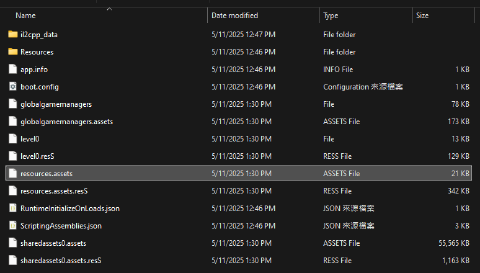 Name Date modified Type Size
il2cpp_data 5/11/2025 12:47 PM File folder
Resources 5/11/2025 12:46 PM File folder
app.info 5/11/2025 12:46 PM INFO File 1 KB
boot.config 5/11/2025 12:46 PM Configuration 來源檔案 1 KB
globalgamemanagers 5/11/2025 1:30 PM File 78 KB
globalgamemanagers.assets 5/11/2025 1:30 PM ASSETS File 173 KB
level0 5/11/2025 1:30 PM File 13 KB
level0.resS 5/11/2025 1:30 PM RESS File 129 KB
resources.assets 5/11/2025 1:30 PM ASSETS File 21 KB
resources.assets.resS 5/11/2025 1:30 PM RESS File 342 KB
RuntimeInitializeOnLoads.json 5/11/2025 12:46 PM JSON 來源檔案 1 KB
ScriptingAssemblies.json 5/11/2025 12:46 PM JSON 來源檔案 3 KB
sharedassets0.assets 5/11/2025 1:30 PM ASSETS File 55,565 KB
sharedassets0.assets.resS 5/11/2025 1:30 PM RESS File 1,163 KB